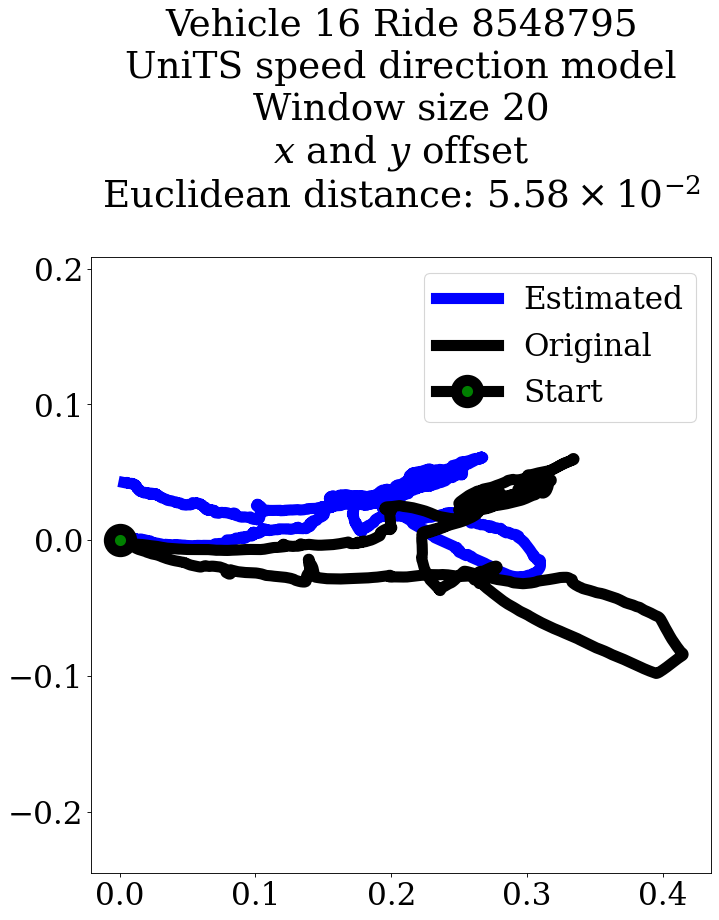 Vehicle 16 Ride 8548795
UniTS speed direction model
Window size 20
x and y offset
Euclidean distance: 5.58 × 10⁻²
Estimated
Original
Start
0.2
0.1
0.0
−0.1
−0.2
0.0 0.1 0.2 0.3 0.4